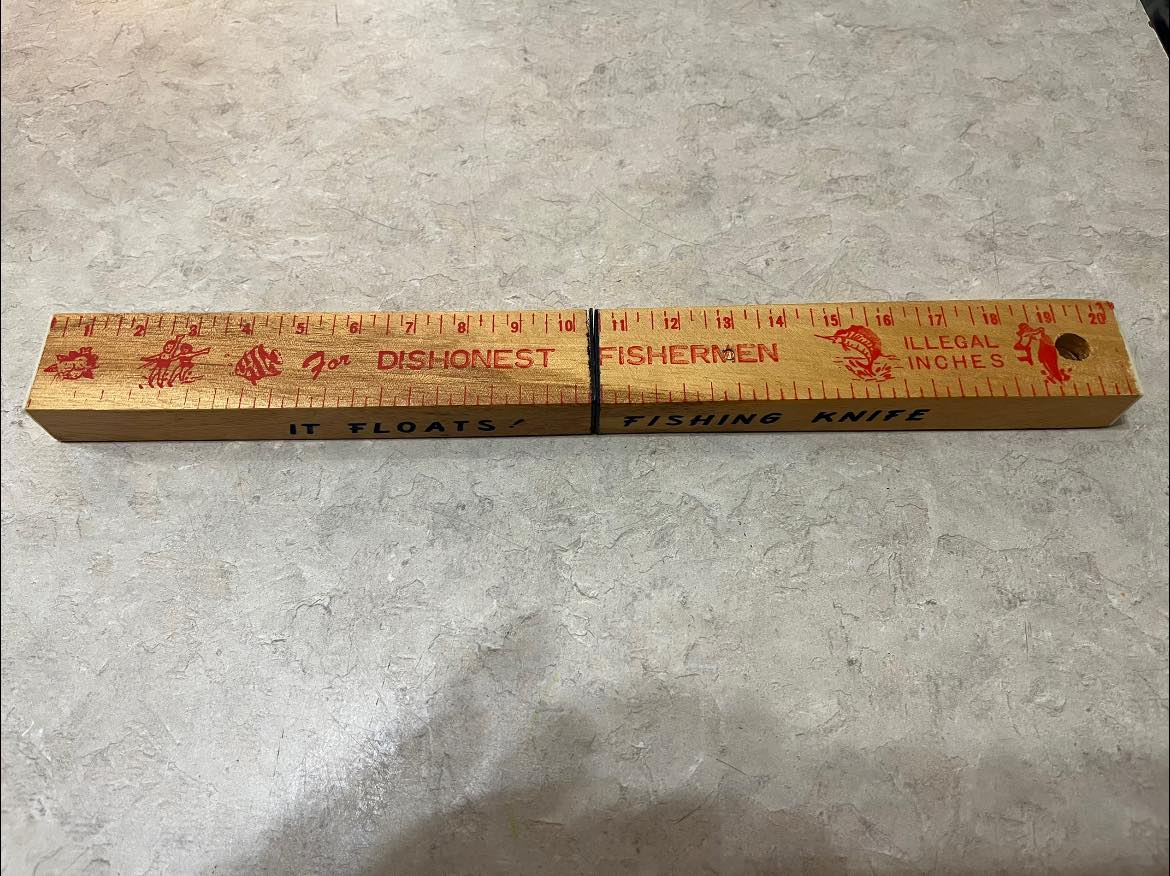 1 2 3 4 5 6 7 8 9 10 11 12 13 14 15 16 17 18 19 20
For DISHONEST FISHERMEN
ILLEGAL
INCHES
IT FLOATS! FISHING KNIFE